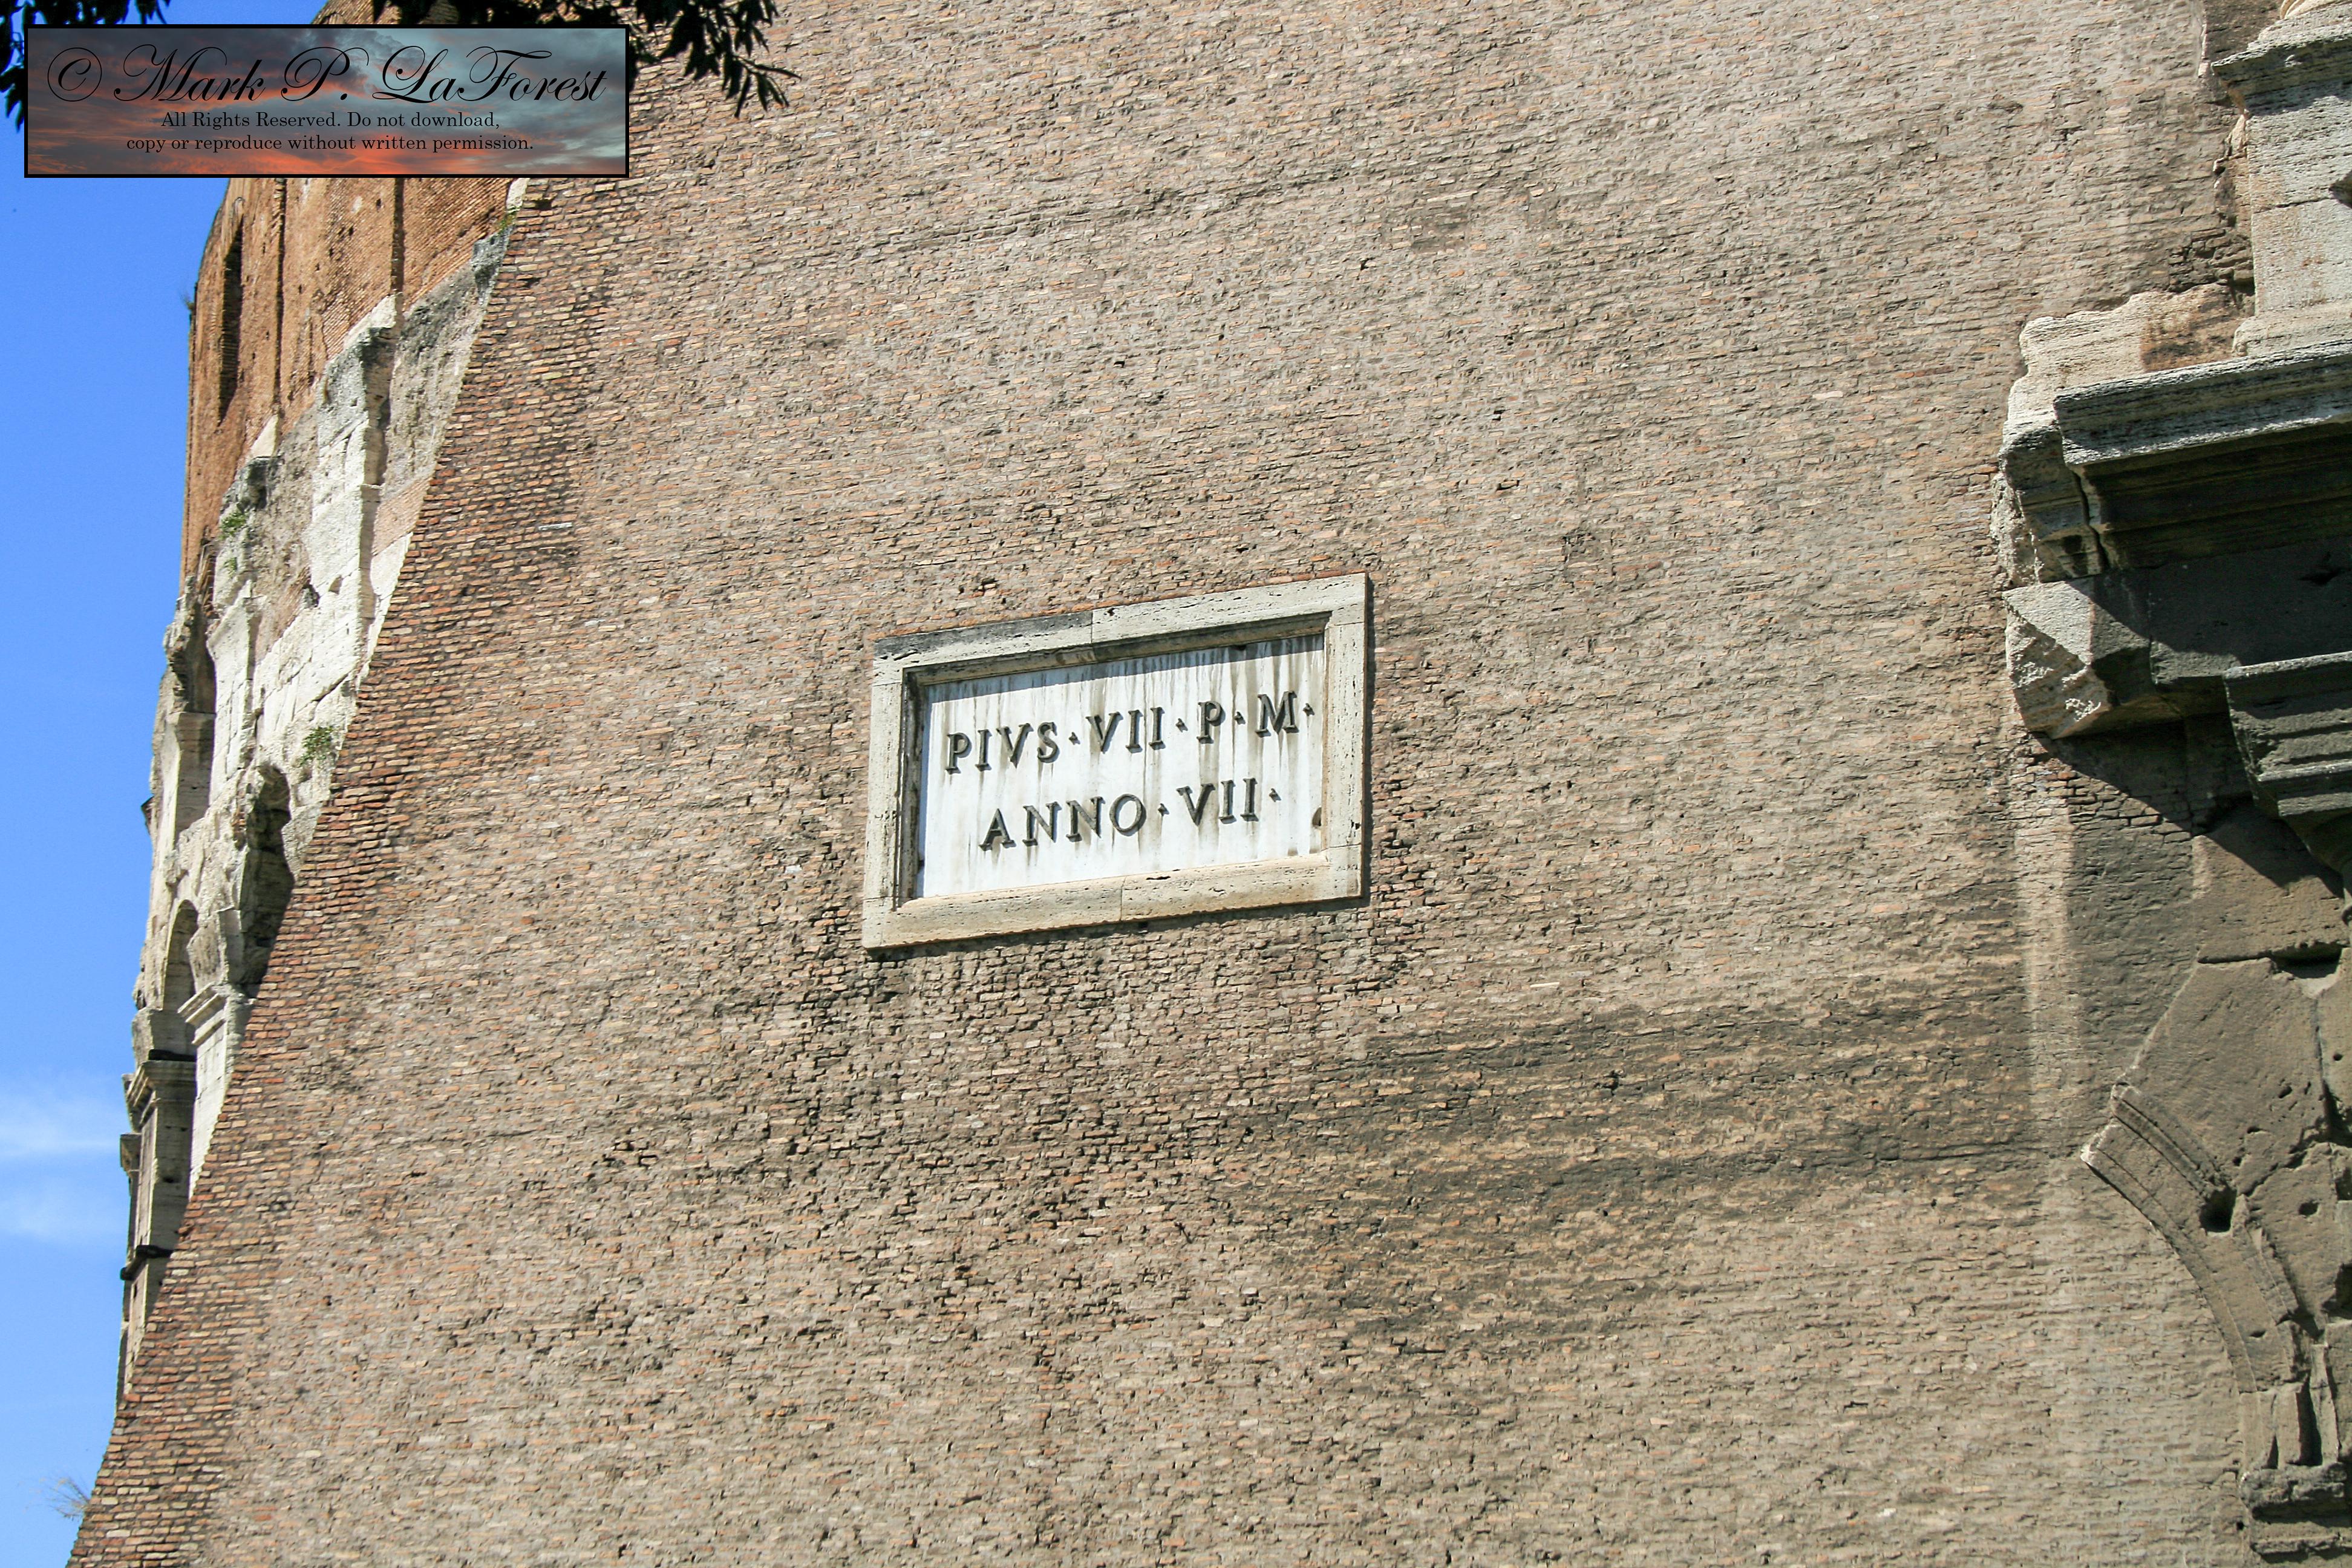 © Mark P. LaForest
All Rights Reserved. Do not download,
copy or reproduce without written permission.
PIVS·VII·P·M·
ANNO·VII·